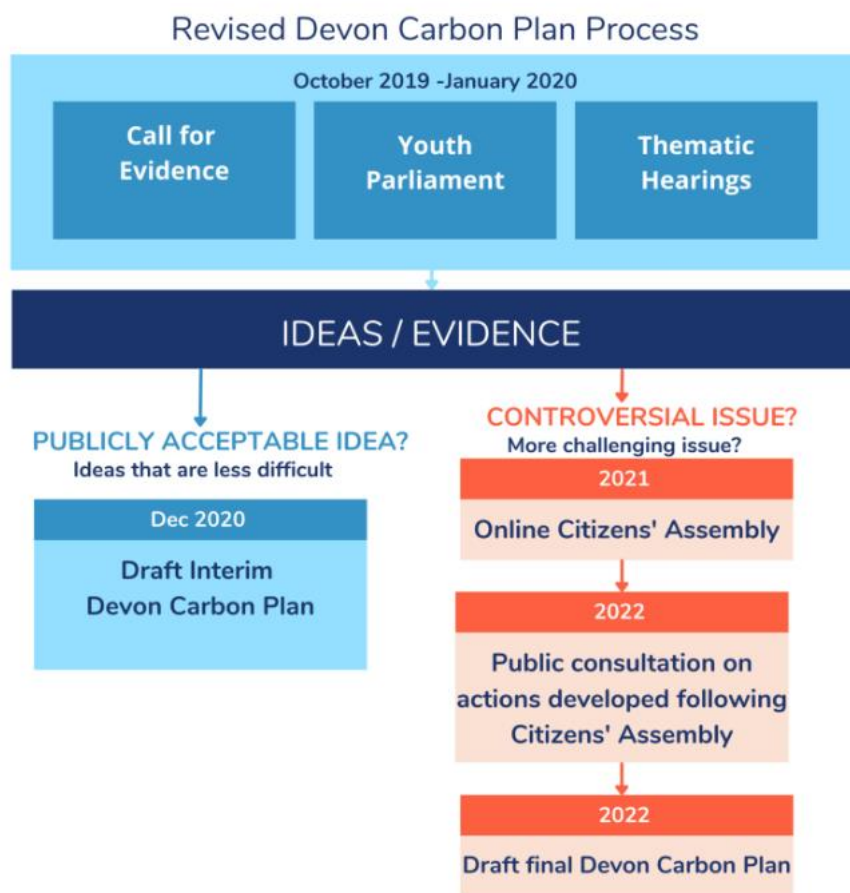 Revised Devon Carbon Plan Process
October 2019 -January 2020
Call for
Evidence
Youth
Parliament
Thematic
Hearings
IDEAS / EVIDENCE
PUBLICLY ACCEPTABLE IDEA?
Ideas that are less difficult
Dec 2020
Draft Interim
Devon Carbon Plan
CONTROVERSIAL ISSUE?
More challenging issue?
2021
Online Citizens' Assembly
2022
Public consultation on
actions developed following
Citizens' Assembly
2022
Draft final Devon Carbon Plan